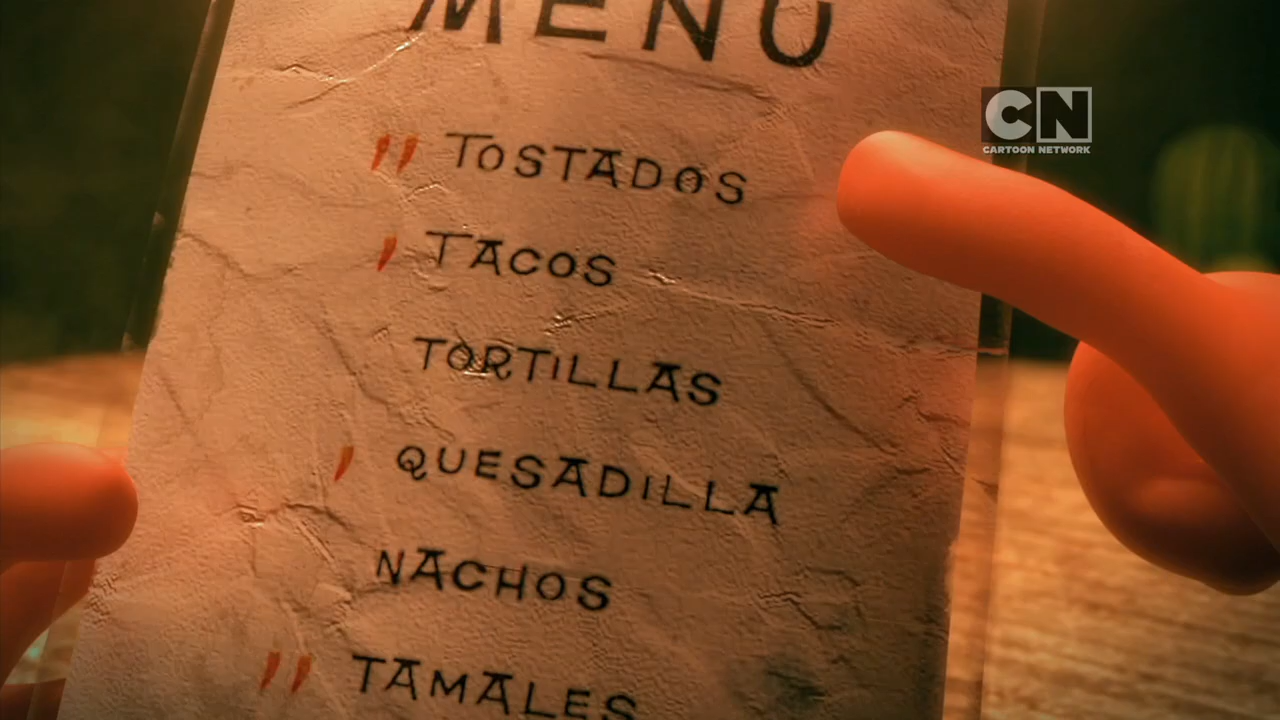 MENU
TOSTADOS
TACOS
TORTILLAS
QUESADILLA
NACHOS
TAMALES
CN
CARTOON NETWORK